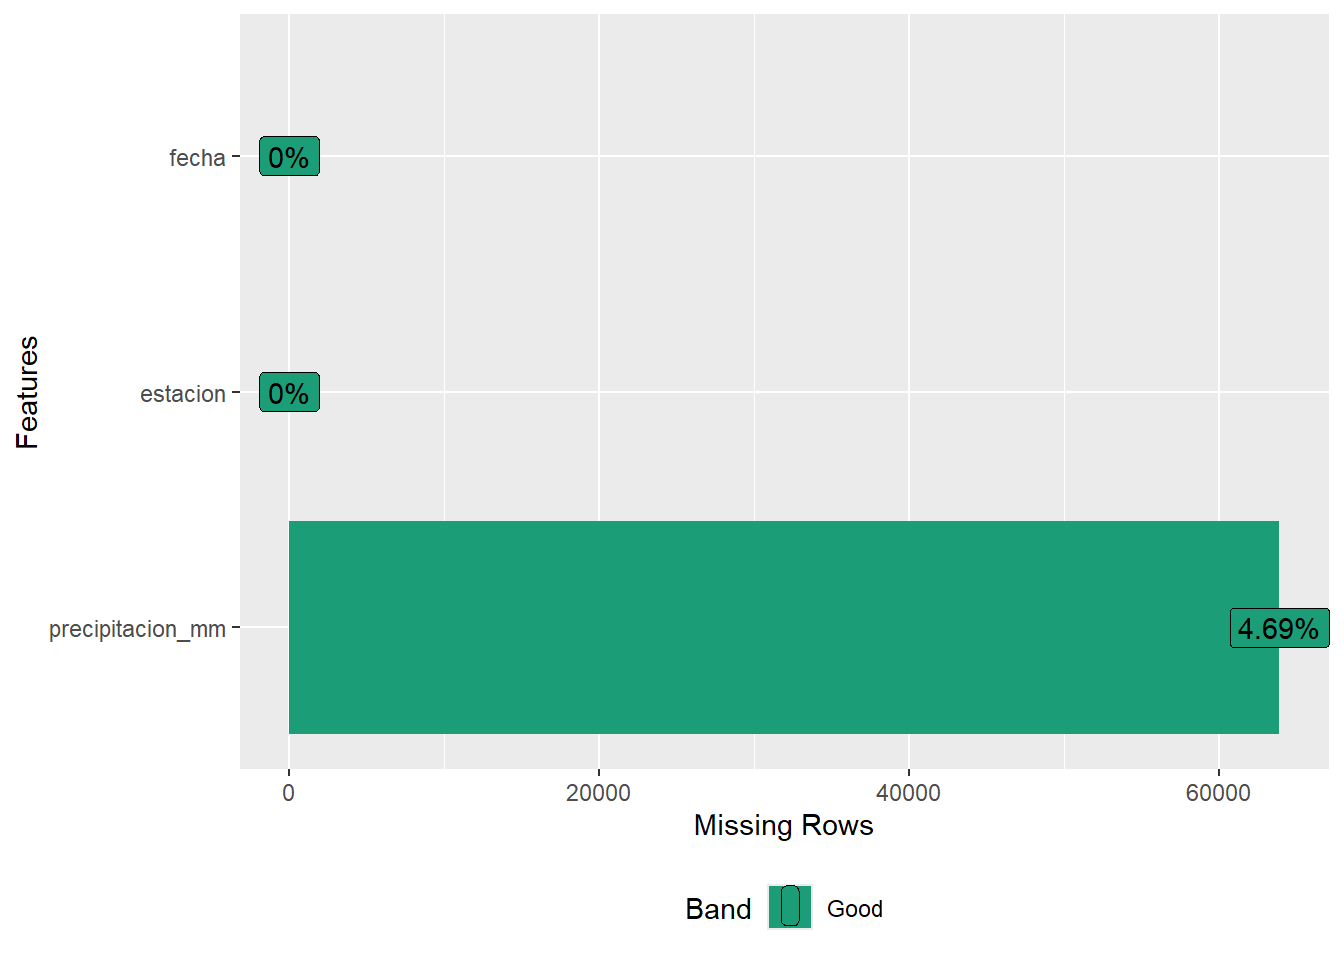 Features
fecha
0%
estacion
0%
precipitacion_mm
4.69%
0 20000 40000 60000
Missing Rows
Band Good